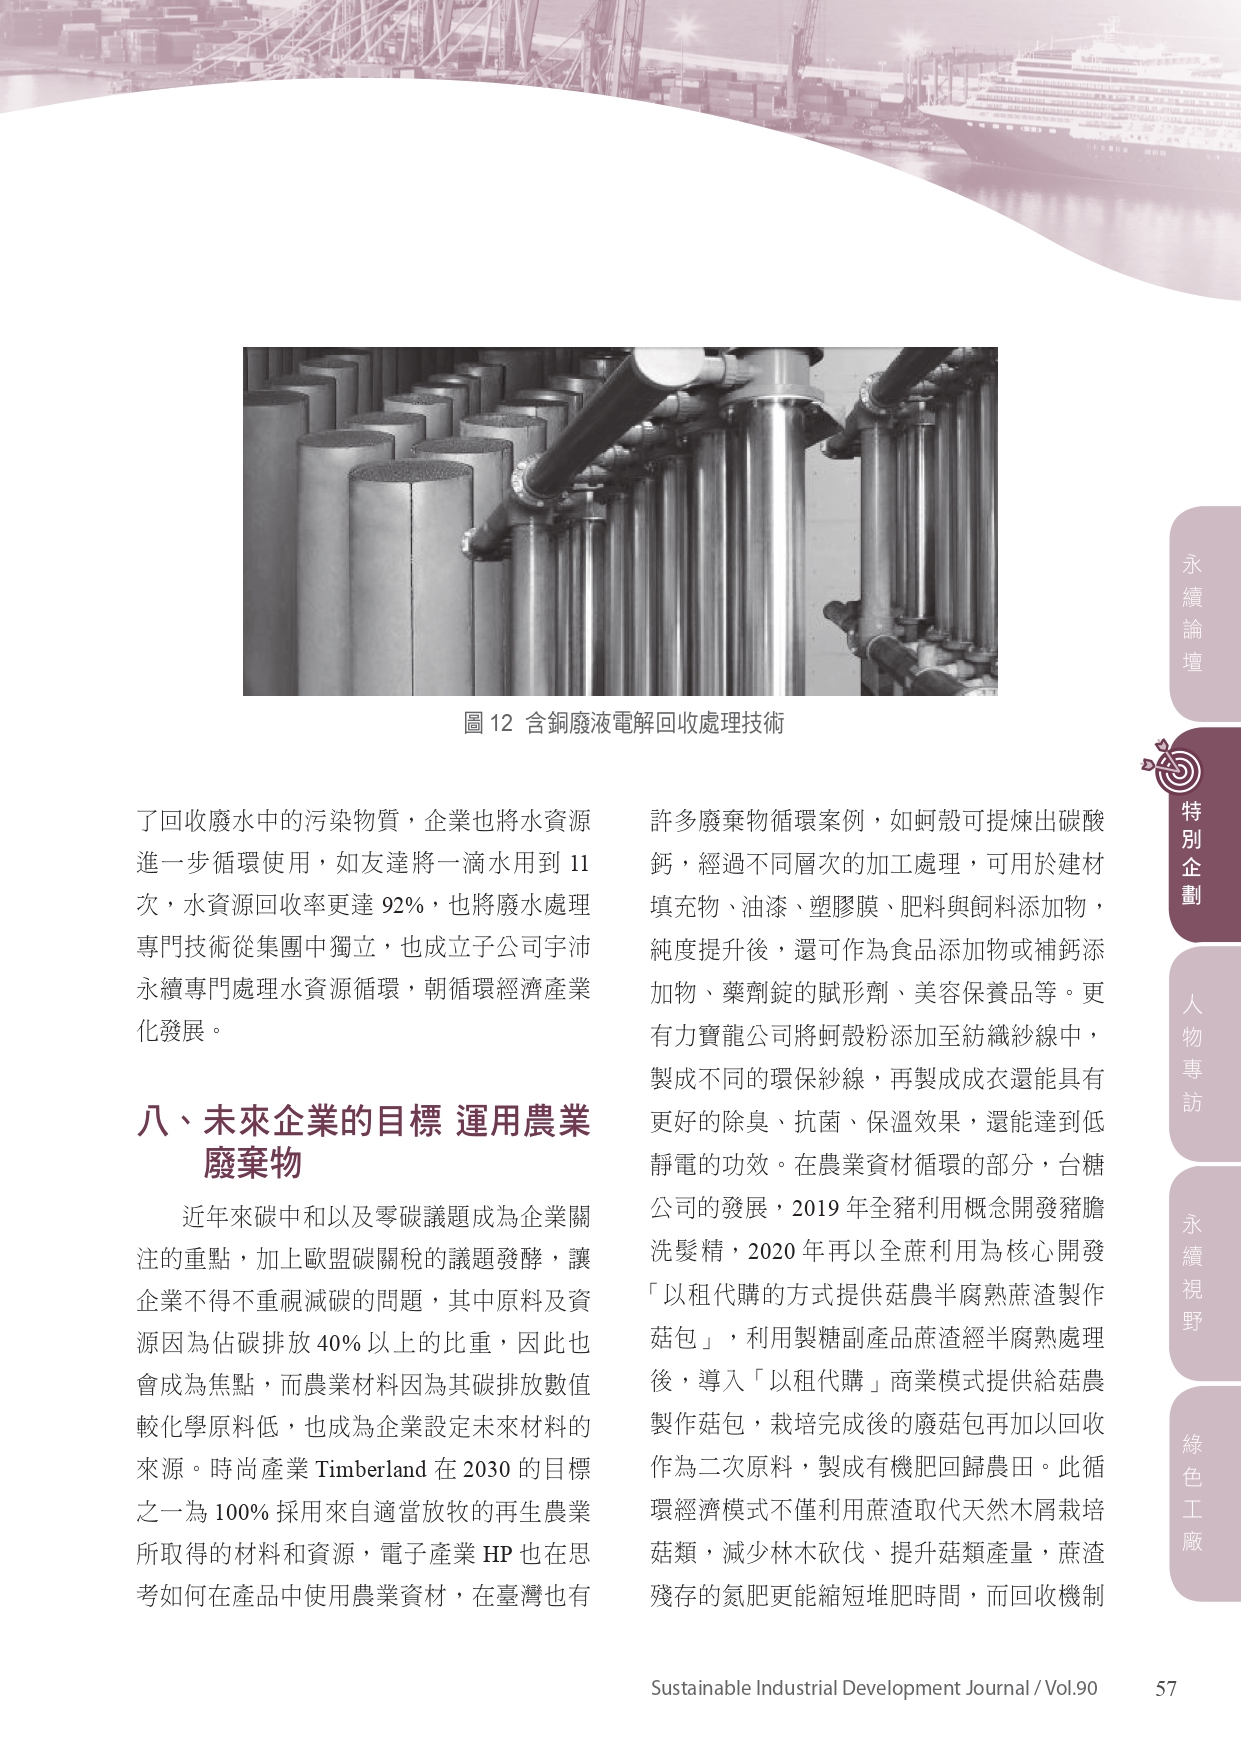 圖 12 含銅廢液電解回收處理技術
了回收廢水中的污染物質，企業也將水資源
進一步循環使用，如友達將一滴水用到 11
次，水資源回收率更達 92%，也將廢水處理
專門技術從集團中獨立，也成立子公司宇沛
永續專門處理水資源循環，朝循環經濟產業
化發展。
八、未來企業的目標 運用農業
廢棄物
近年來碳中和以及零碳議題成為企業關
注的重點，加上歐盟碳關稅的議題發酵，讓
企業不得不重視減碳的問題，其中原料及資
源因為佔碳排放 40% 以上的比重，因此也
會成為焦點，而農業材料因為其碳排放數值
較化學原料低，也成為企業設定未來材料的
來源。時尚產業 Timberland 在 2030 的目標
之一為 100% 採用來自適當放牧的再生農業
所取得的材料和資源，電子產業 HP 也在思
考如何在產品中使用農業資材，在臺灣也有
許多廢棄物循環案例，如蚵殼可提煉出碳酸
鈣，經過不同層次的加工處理，可用於建材
填充物、油漆、塑膠膜、肥料與飼料添加物，
純度提升後，還可作為食品添加物或補鈣添
加物、藥劑錠的賦形劑、美容保養品等。更
有力寶龍公司將蚵殼粉添加至紡織紗線中，
製成不同的環保紗線，再製成成衣還能具有
更好的除臭、抗菌、保溫效果，還能達到低
靜電的功效。在農業資材循環的部分，台糖
公司的發展，2019 年全豬利用概念開發豬膽
洗髮精，2020 年再以全蔗利用為核心開發
「以租代購的方式提供菇農半腐熟蔗渣製作
菇包」，利用製糖副產品蔗渣經半腐熟處理
後，導入「以租代購」商業模式提供給菇農
製作菇包，栽培完成後的廢菇包再加以回收
作為二次原料，製成有機肥回歸農田。此循
環經濟模式不僅利用蔗渣取代天然木屑栽培
菇類，減少林木砍伐、提升菇類產量，蔗渣
殘存的氮肥更能縮短堆肥時間，而回收機制
永續論壇
特別企劃
人物專訪
永續視野
綠色工廠
Sustainable Industrial Development Journal / Vol.90 57